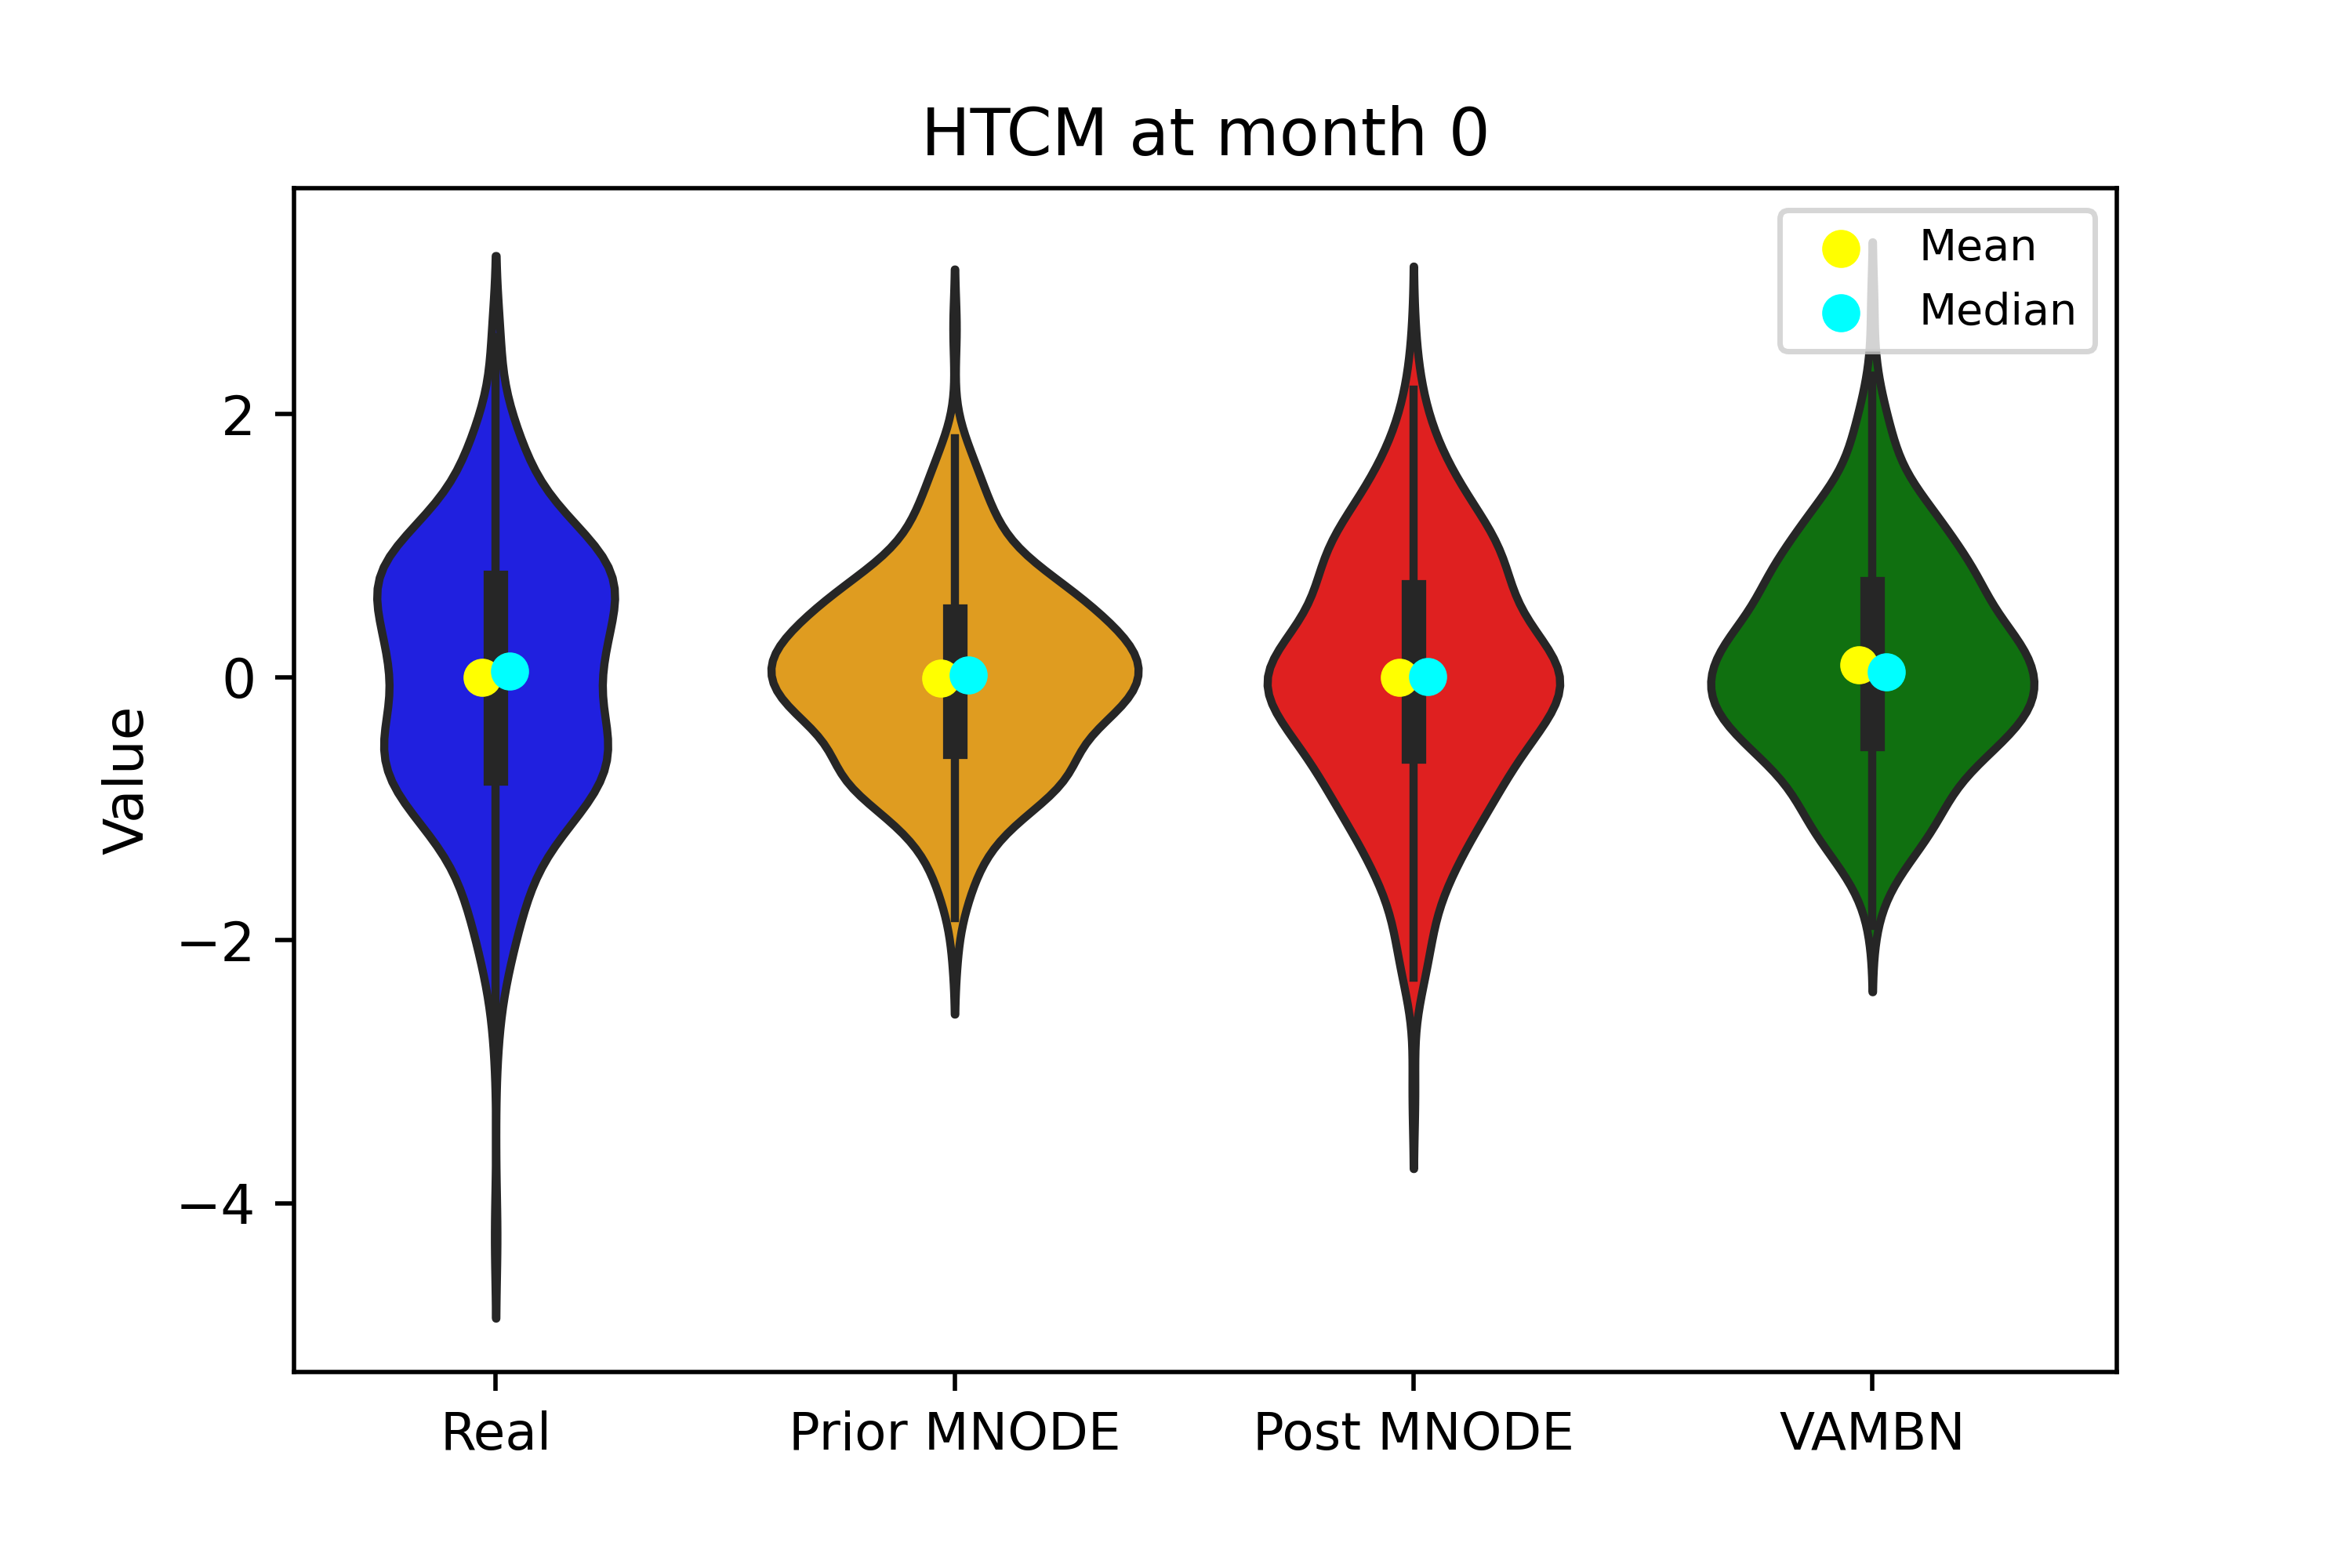 HTCM at month 0
Mean
Median
Value
2
0
−2
−4
Real
Prior MNODE
Post MNODE
VAMBN